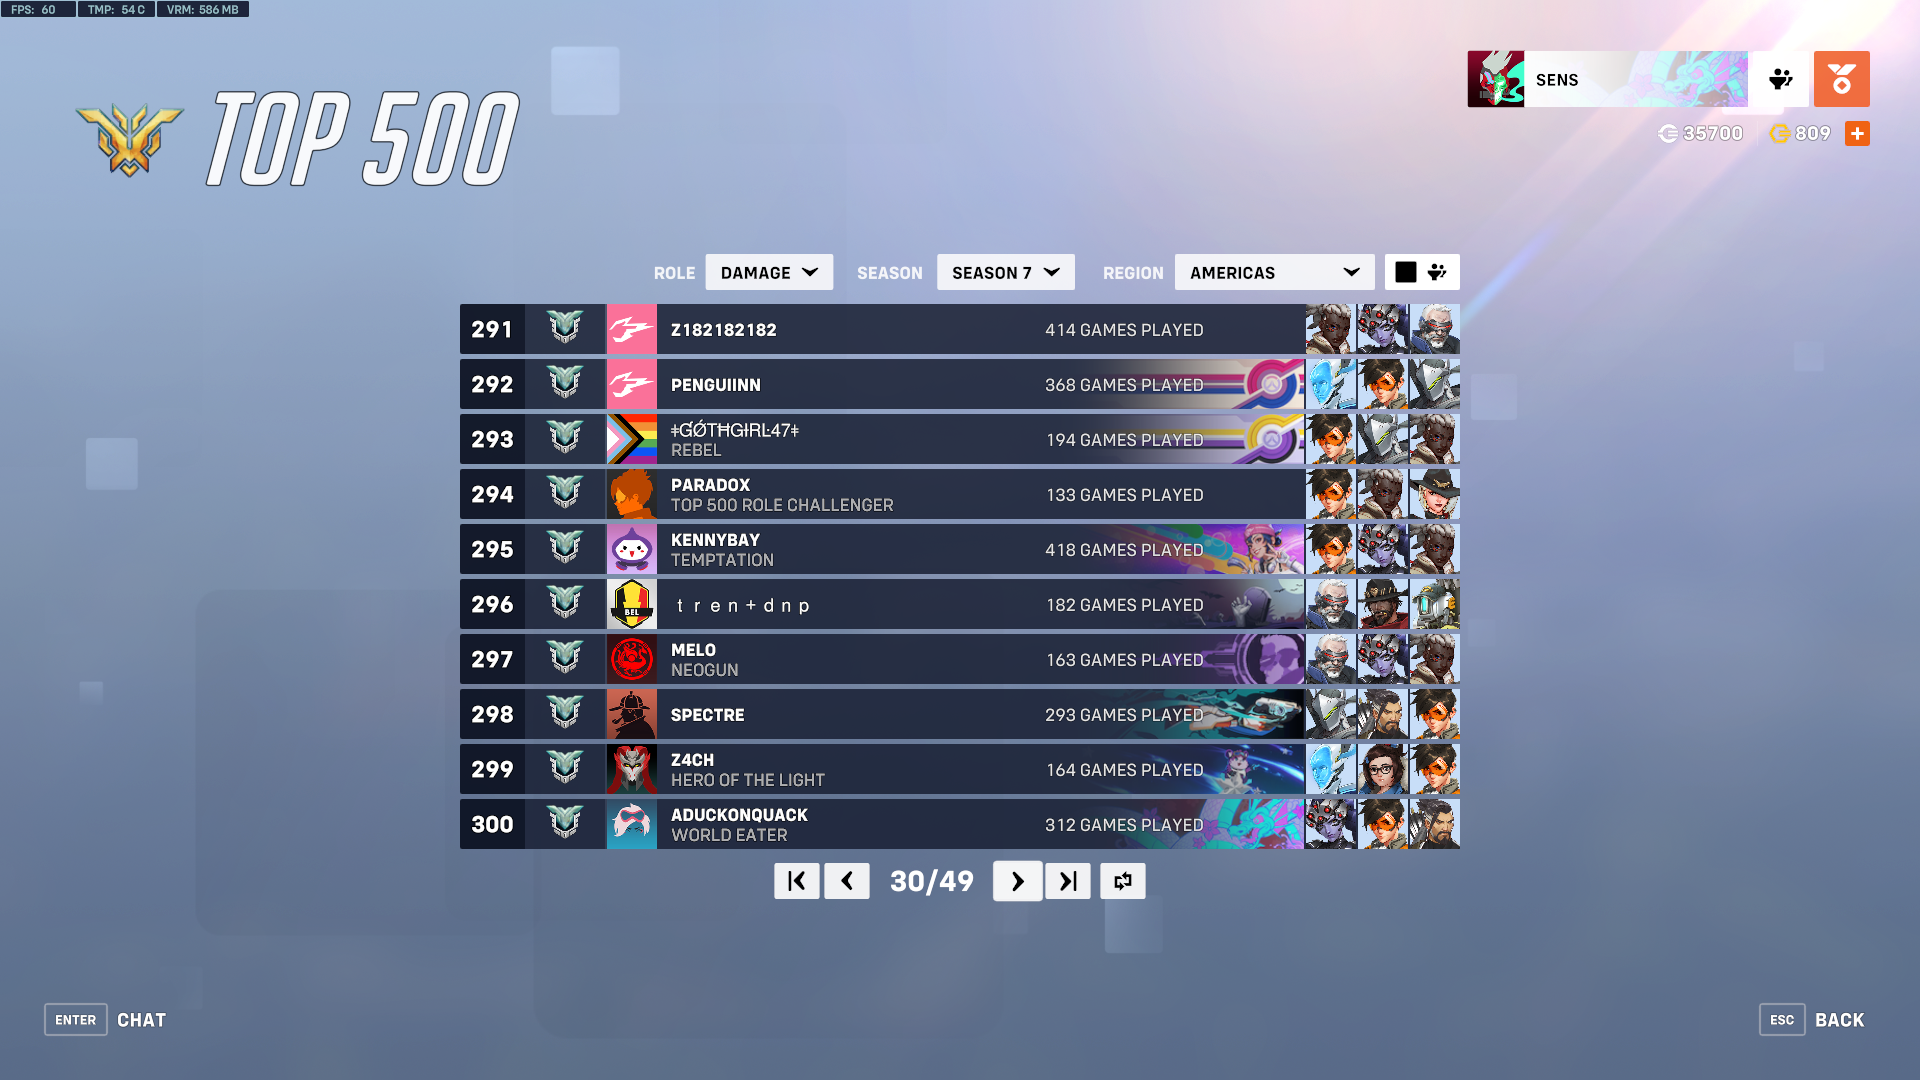 FPS: 60 TMP: 54 C VRM: 586 MB
TOP 500
SENS
35700 809
ROLE DAMAGE SEASON SEASON 7 REGION AMERICAS
291 Z182182182 414 GAMES PLAYED
292 PENGUIINN 368 GAMES PLAYED
293 ǂGǾTĦGIRŁ47ǂ 194 GAMES PLAYED
REBEL
294 PARADOX 133 GAMES PLAYED
TOP 500 ROLE CHALLENGER
295 KENNYBAY 418 GAMES PLAYED
TEMPTATION
296 BEL ｔｒｅｎ+ｄｎｐ 182 GAMES PLAYED
297 MELO 163 GAMES PLAYED
NEOGUN
298 SPECTRE 293 GAMES PLAYED
299 Z4CH 164 GAMES PLAYED
HERO OF THE LIGHT
300 ADUCKONQUACK 312 GAMES PLAYED
WORLD EATER
30/49
ENTER CHAT
ESC BACK